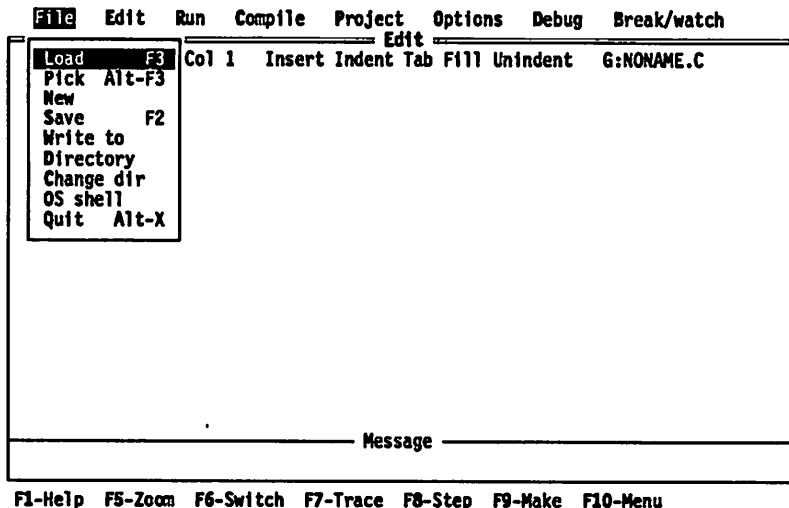 File Edit Run Compile Project Options Debug Break/watch
Edit
Load F3 Col 1 Insert Indent Tab Fill Unindent G:NONAME.C
Pick Alt-F3
New
Save F2
Write to
Directory
Change dir
OS shell
Quit Alt-X
Message
F1-Help F5-Zoom F6-Switch F7-Trace F8-Step F9-Make F10-Menu